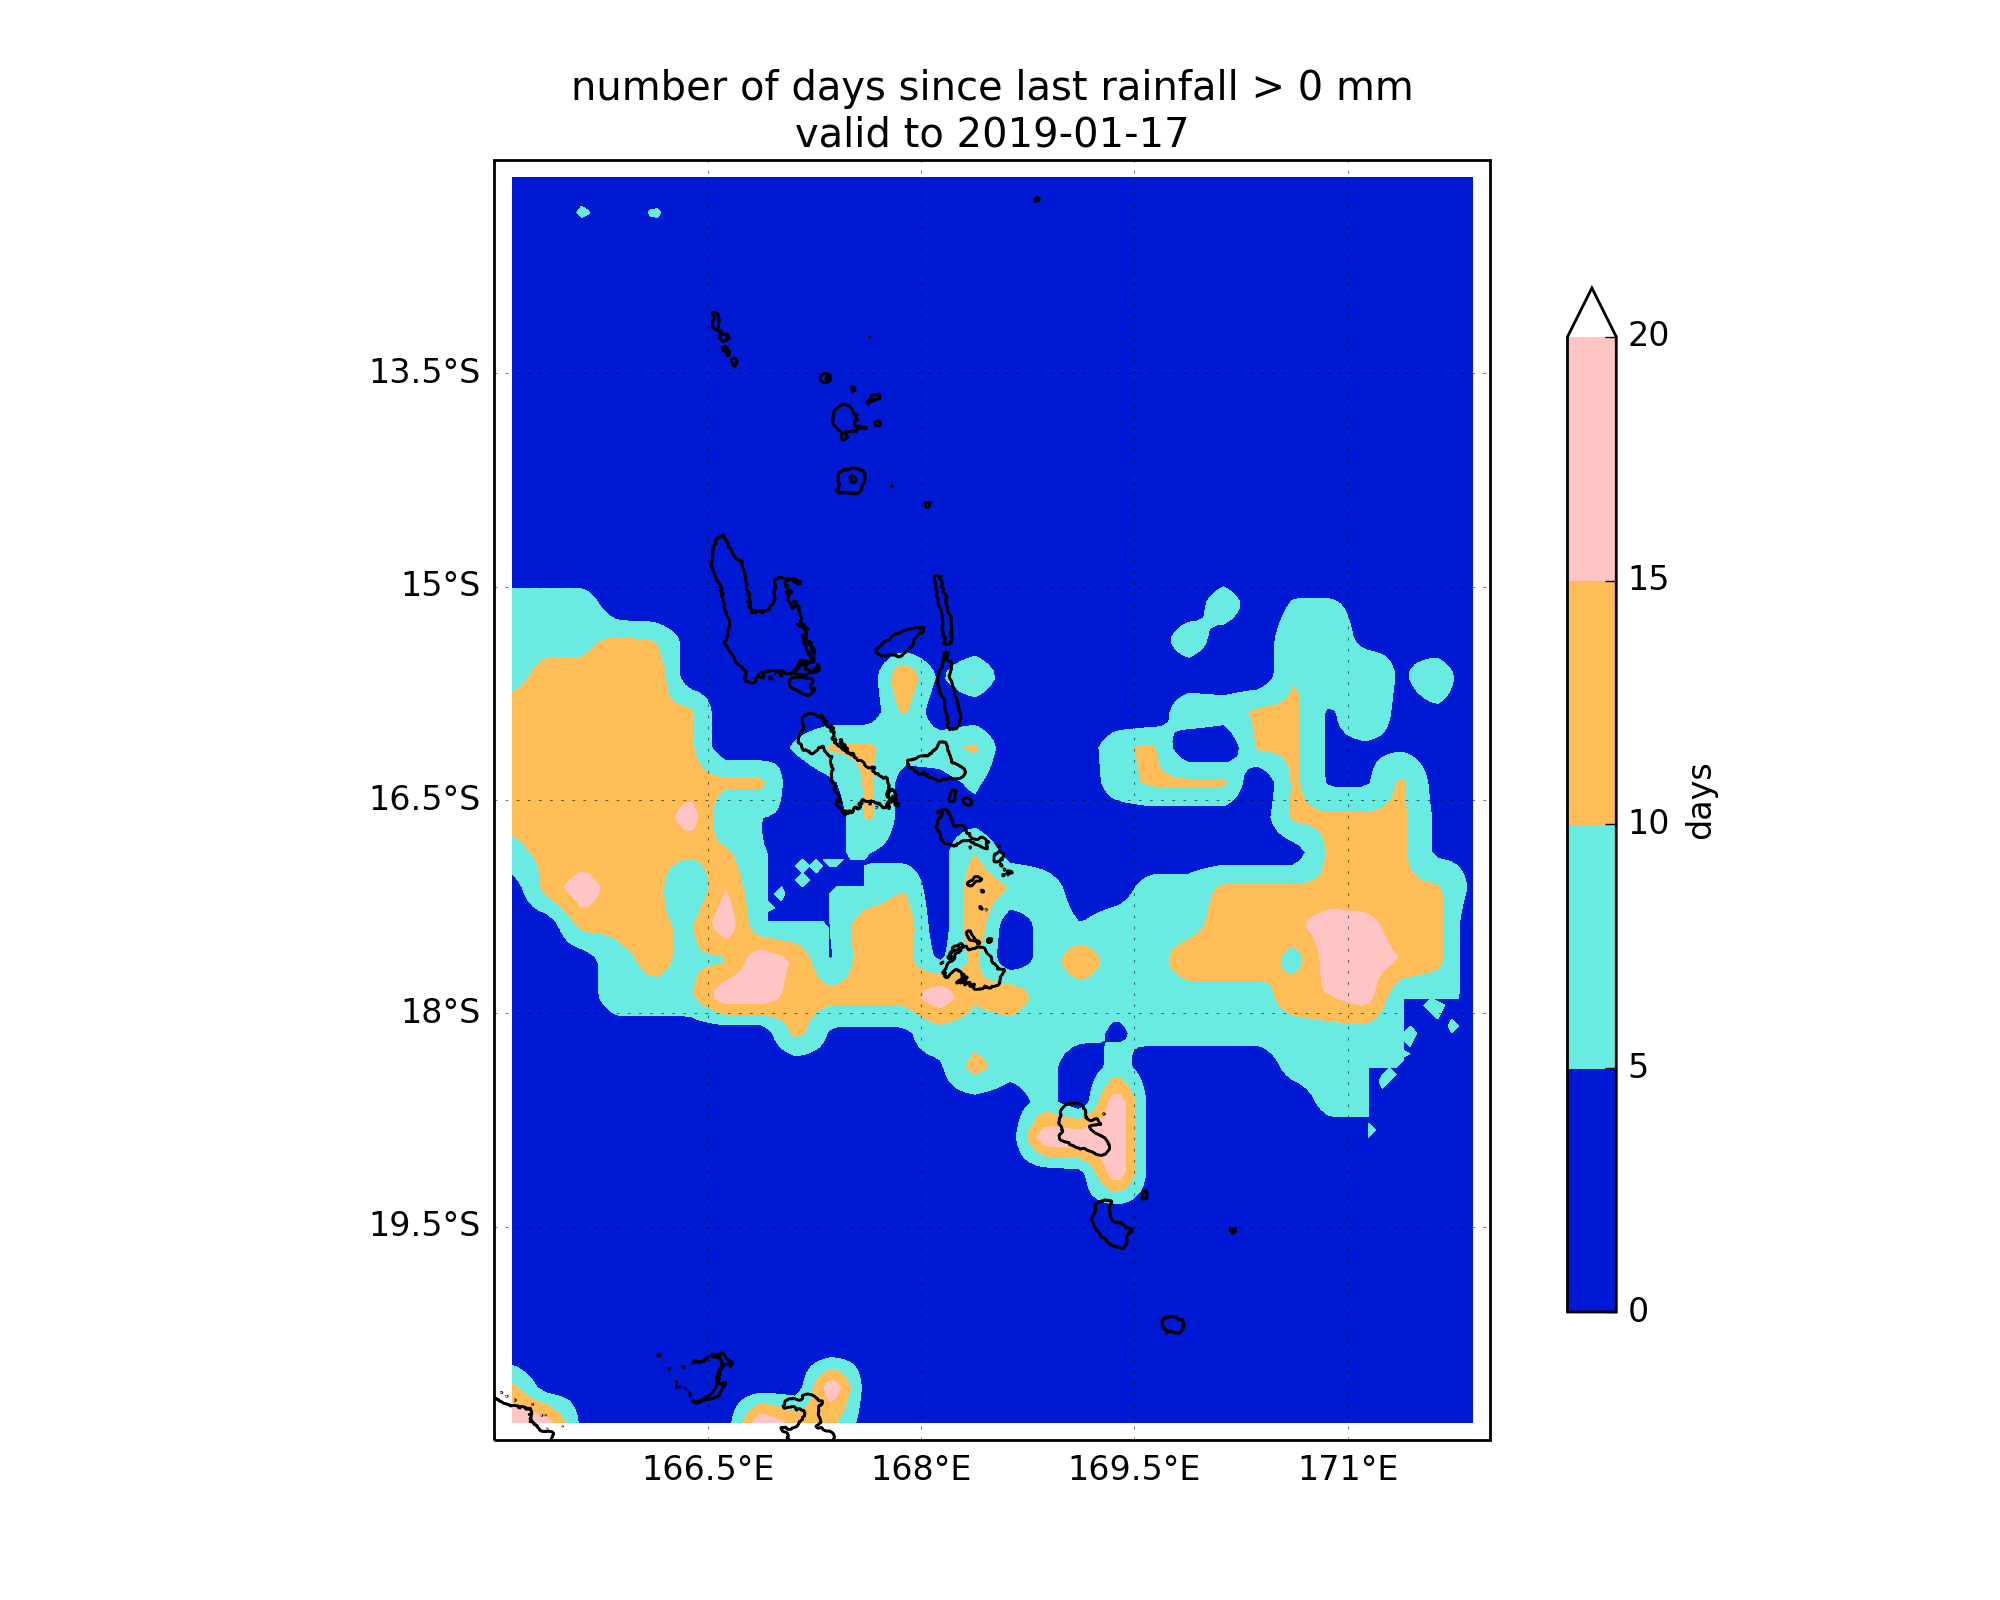 number of days since last rainfall > 0 mm
valid to 2019-01-17
13.5°S
15°S
16.5°S
18°S
19.5°S
166.5°E
168°E
169.5°E
171°E
20
15
10
5
0
days